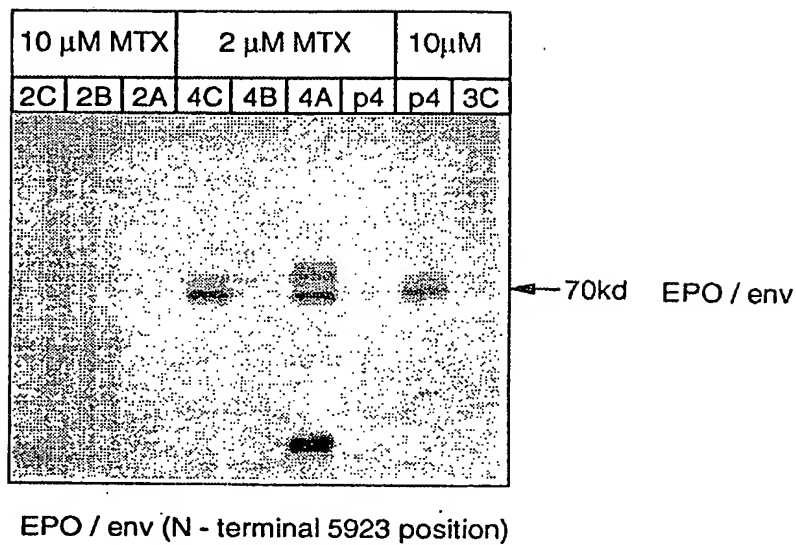 10 µM MTX 2 µM MTX 10µM
2C 2B 2A 4C 4B 4A p4 p4 3C
70kd EPO / env
EPO / env (N - terminal 5923 position)